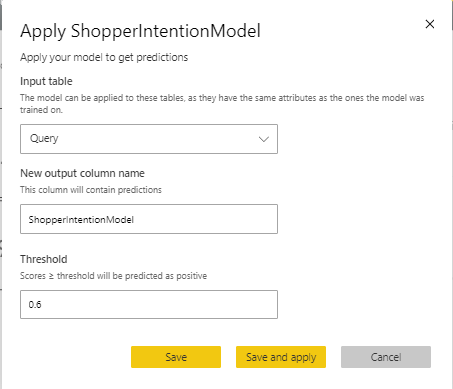 Apply ShopperIntentionModel
Apply your model to get predictions
Input table
The model can be applied to these tables, as they have the same attributes as the ones the model was
trained on.
Query
New output column name
This column will contain predictions
ShopperIntentionModel
Threshold
Scores ≥ threshold will be predicted as positive
0.6
Save
Save and apply
Cancel